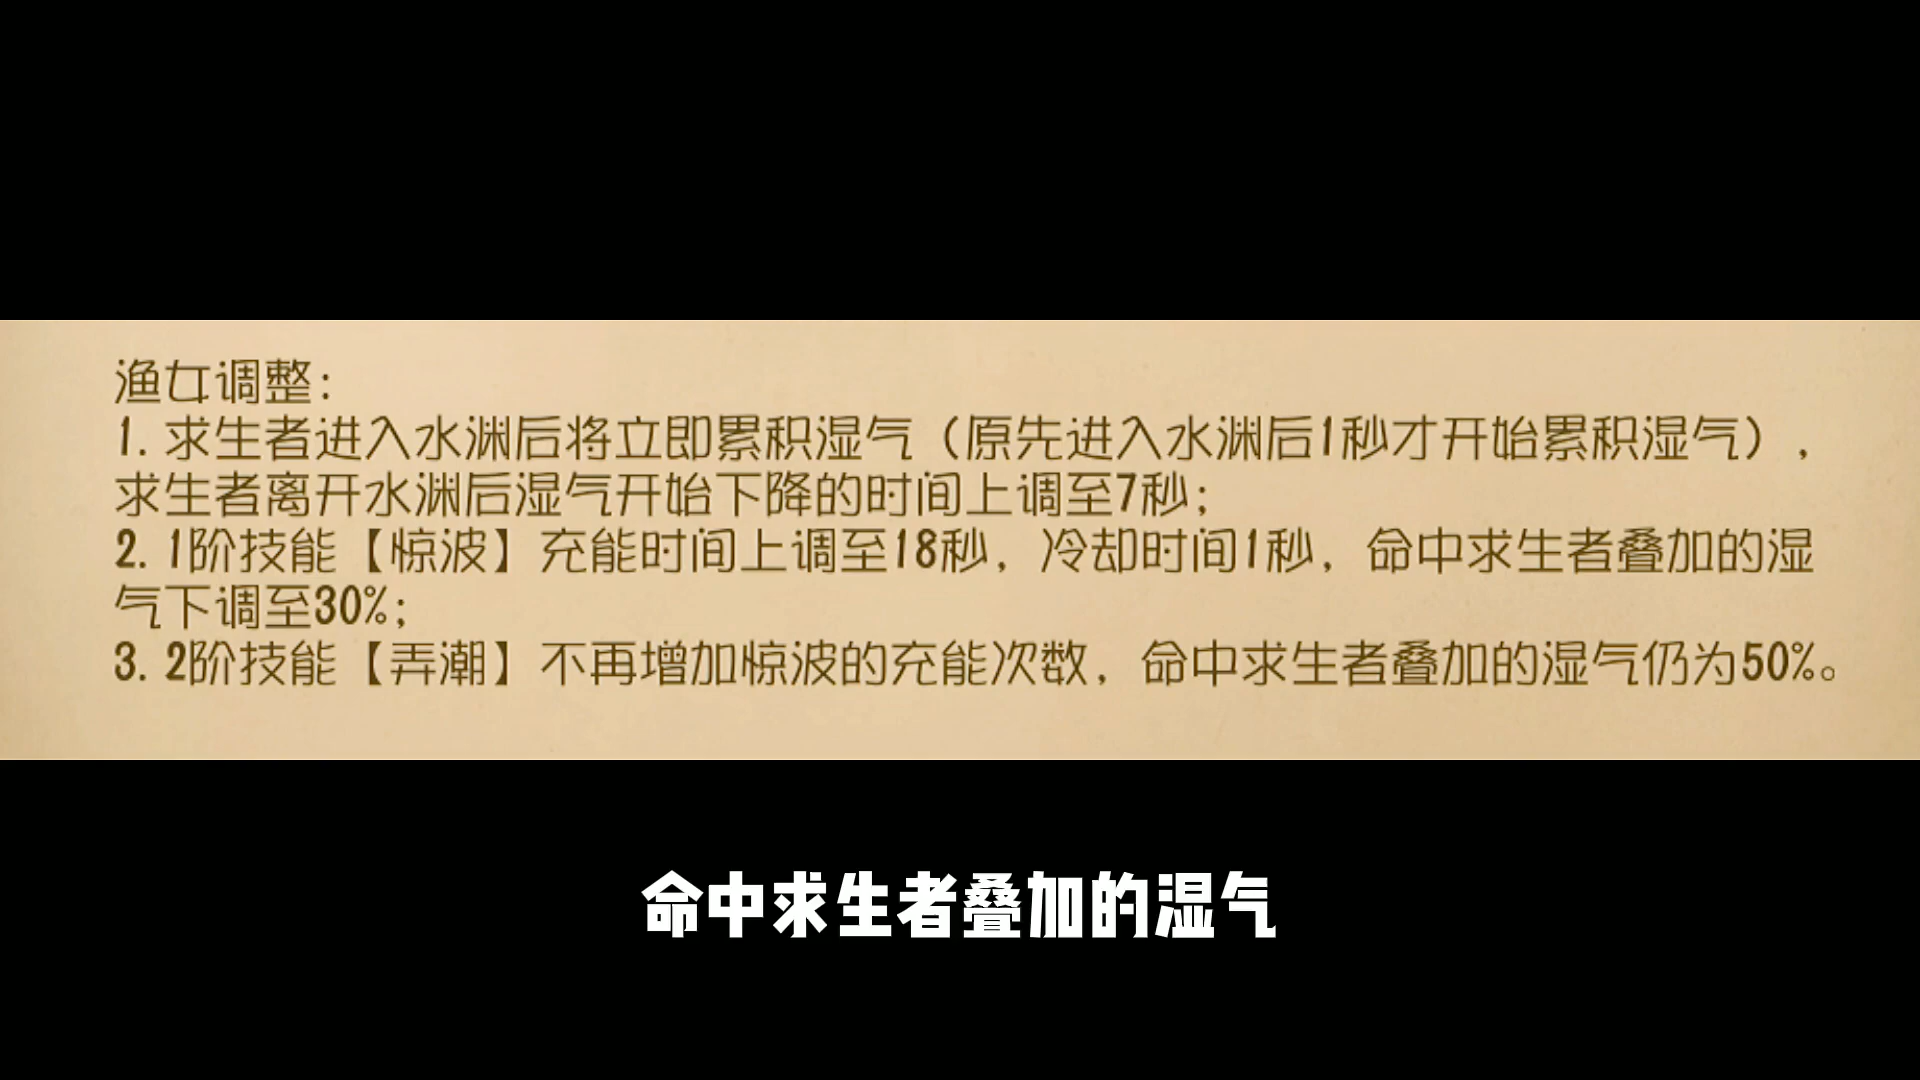 渔女调整：
1. 求生者进入水渊后将立即累积湿气（原先进入水渊后1秒才开始累积湿气），
求生者离开水渊后湿气开始下降的时间上调至7秒；
2. 1阶技能【惊波】充能时间上调至18秒，冷却时间1秒，命中求生者叠加的湿
气下调至30%；
3. 2阶技能【弄潮】不再增加惊波的充能次数，命中求生者叠加的湿气仍为50%。
命中求生者叠加的湿气